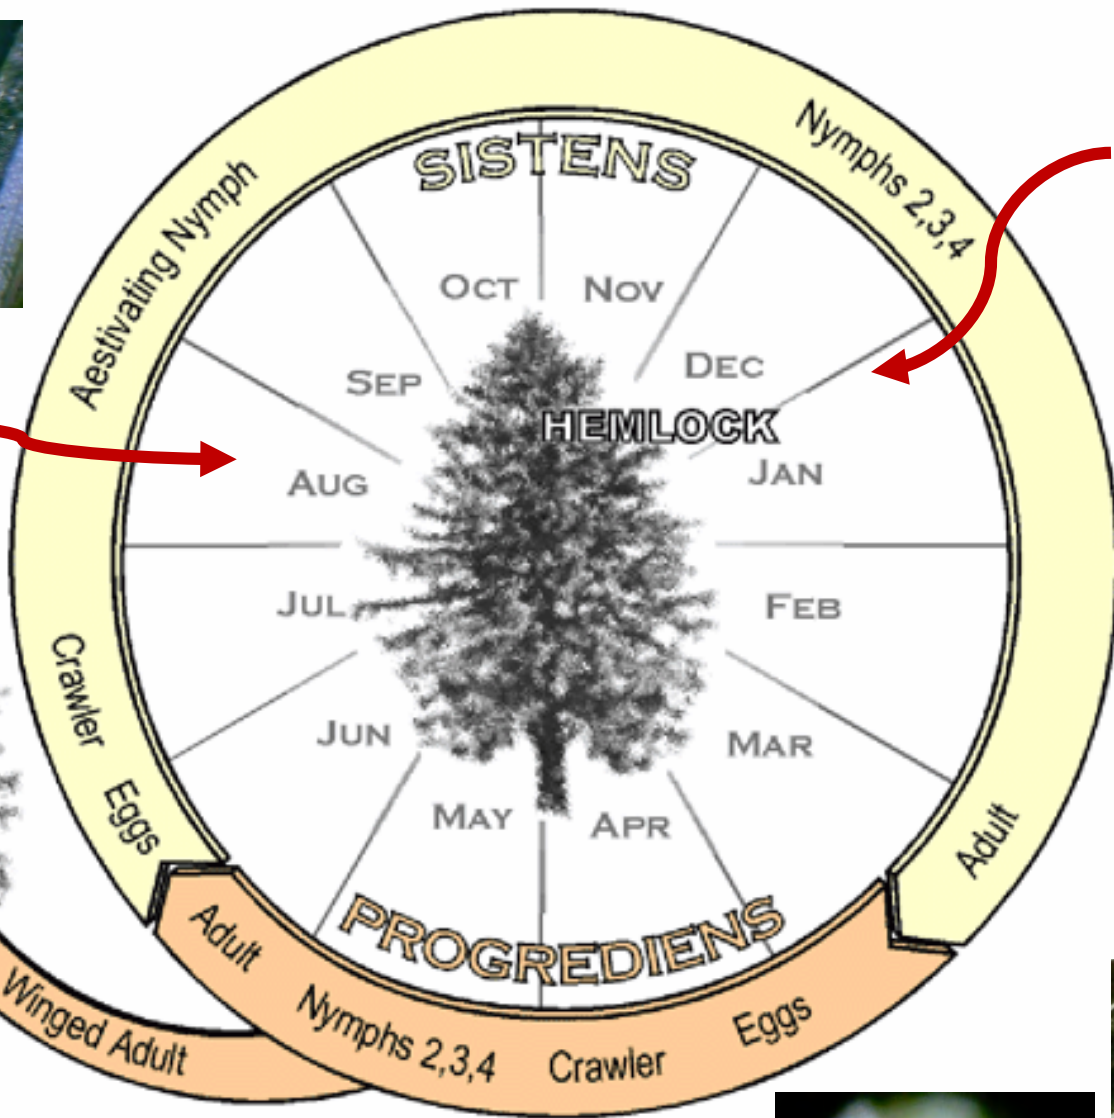 SISTENS
Nymphs 2,3,4
Aestivating Nymph
OCT
NOV
SEP
DEC
HEMLOCK
AUG
JAN
JUL
FEB
Crawler
JUN
MAR
Eggs
MAY
APR
Adult
PROGREDIENS
Adult
Nymphs 2,3,4
Crawler
Eggs
Winged Adult